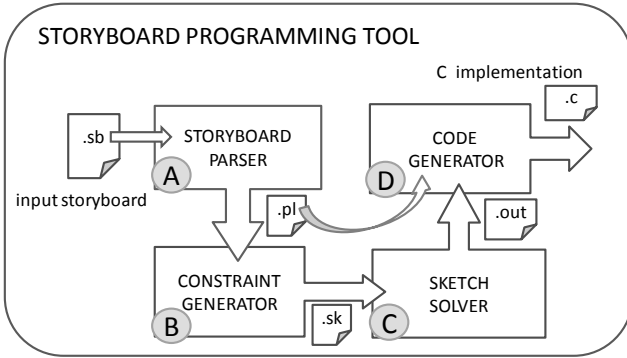 STORYBOARD PROGRAMMING TOOL
C implementation
.c
.sb
STORYBOARD
PARSER
A
CODE
GENERATOR
D
input storyboard
.pl
.out
CONSTRAINT
GENERATOR
B
.sk
SKETCH
SOLVER
C